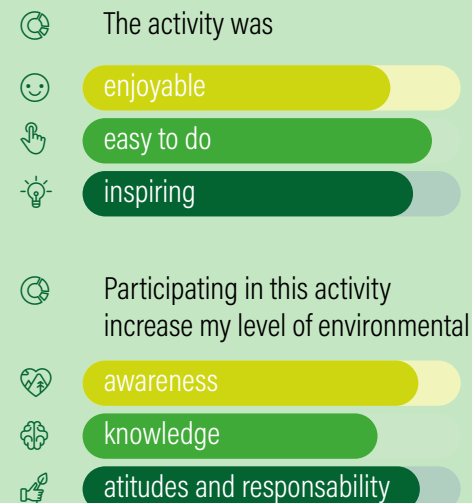 The activity was
enjoyable
easy to do
inspiring
Participating in this activity
increase my level of environmental
awareness
knowledge
atitudes and responsability